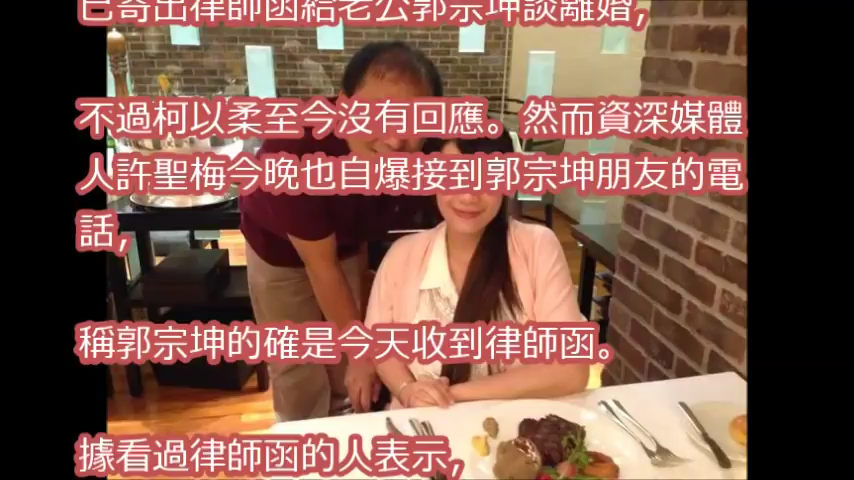 已寄出律師函給老公郭宗坤談離婚,
不過柯以柔至今沒有回應。然而資深媒體
人許聖梅今晚也自爆接到郭宗坤朋友的電
話,
稱郭宗坤的確是今天收到律師函。
據看過律師函的人表示,